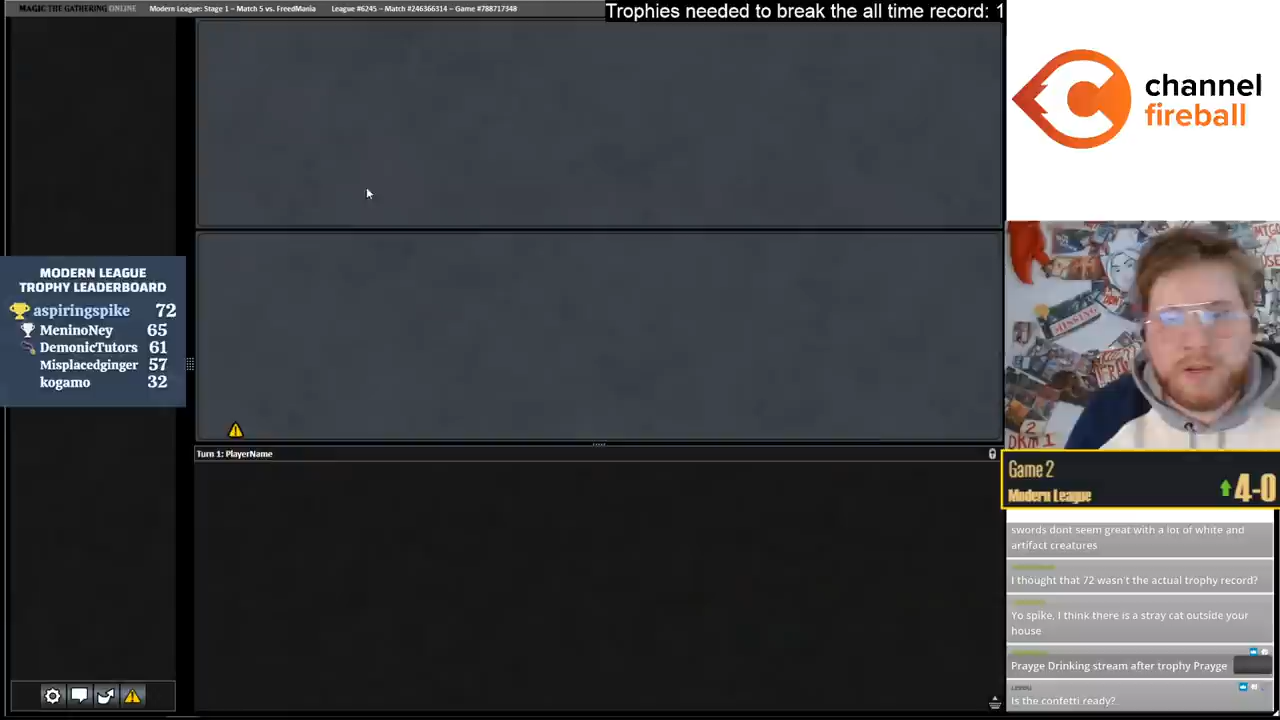 MAGIC THE GATHERING ONLINE
Modern League: Stage 1 – Match 5 vs. FreedMania
League #6245 – Match #246366314 – Game #788717348
Trophies needed to break the all time record: 1
channel
fireball
MODERN LEAGUE
TROPHY LEADERBOARD
aspiringspike 72
MeninoNey 65
DemonicTutors 61
Misplacedginger 57
kogamo 32
MISSING
2
DRM 1
Turn 1: PlayerName
Game 2
Modern League
4-0
swords dont seem great with a lot of white and
artifact creatures
I thought that 72 wasn't the actual trophy record?
Yo spike, I think there is a stray cat outside your
house
Prayge Drinking stream after trophy Prayge
Is the confetti ready?